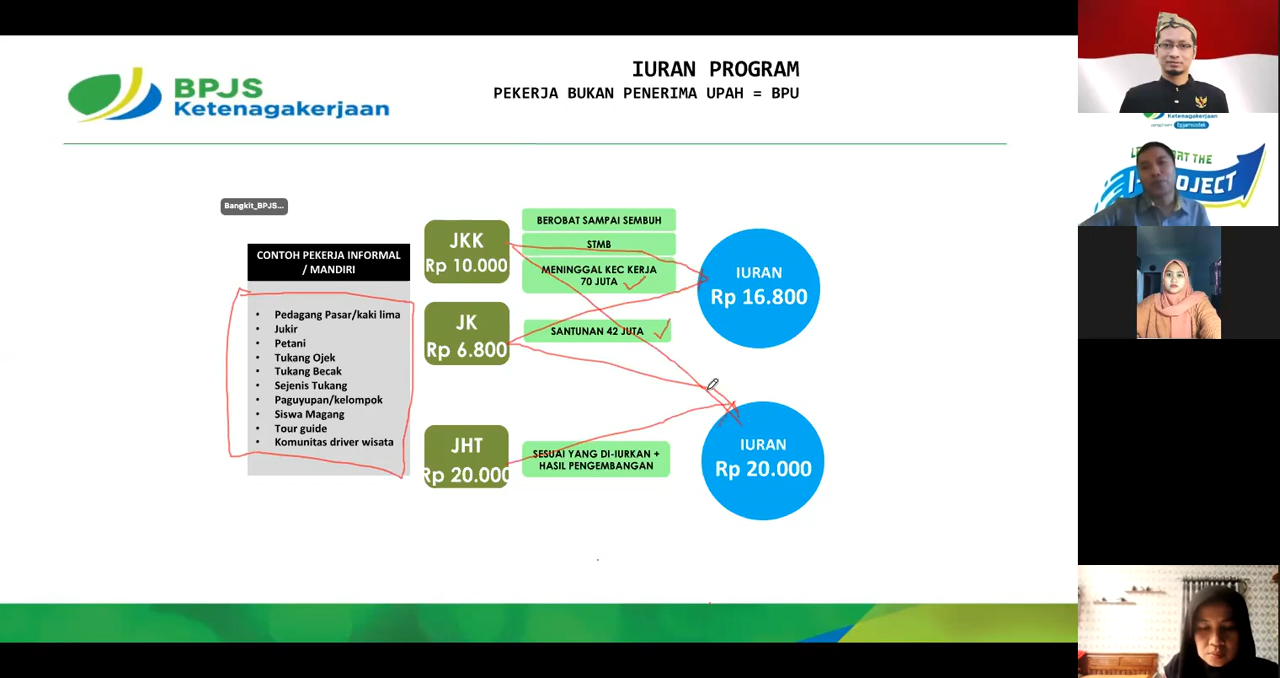 BPJS
Ketenagakerjaan
IURAN PROGRAM
PEKERJA BUKAN PENERIMA UPAH = BPU
Bangkit_BPJS...
CONTOH PEKERJA INFORMAL
/ MANDIRI
• Pedagang Pasar/kaki lima
• Jukir
• Petani
• Tukang Ojek
• Tukang Becak
• Sejenis Tukang
• Paguyupan/kelompok
• Siswa Magang
• Tour guide
• Komunitas driver wisata
JKK
Rp 10.000
BEROBAT SAMPAI SEMBUH
STMB
MENINGGAL KEC KERJA
70 JUTA
JK
Rp 6.800
SANTUNAN 42 JUTA
JHT
Rp 20.000
SESUAI YANG DI-IURKAN +
HASIL PENGEMBANGAN
IURAN
Rp 16.800
IURAN
Rp 20.000
Ketenagakerjaan
THE